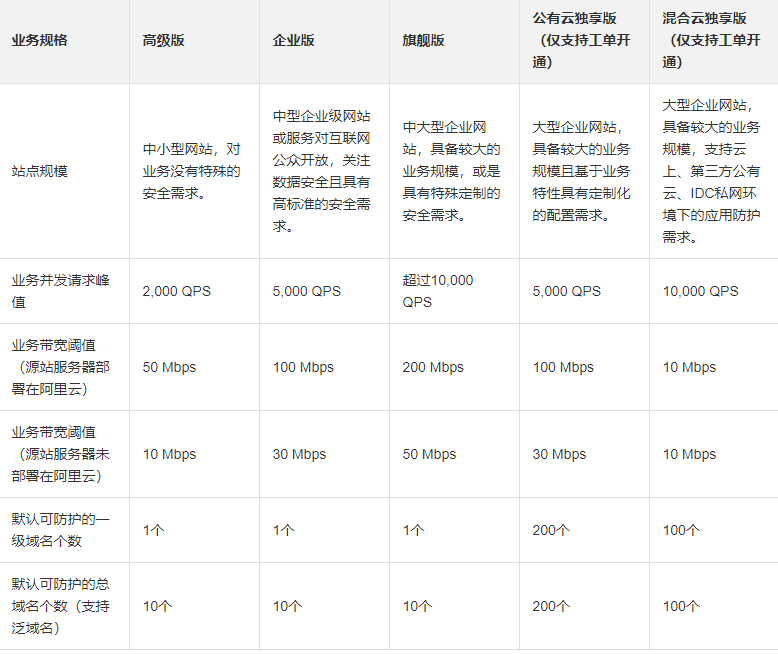 业务规格
高级版
企业版
旗舰版
公有云独享版
（仅支持工单开
通）
混合云独享版
（仅支持工单开
通）
站点规模
中小型网站，对
业务没有特殊的
安全需求。
中型企业级网站
或服务对互联网
公众开放，关注
数据安全且具有
高标准的安全需
求。
中大型企业网
站，具备较大的
业务规模，或是
具有特殊定制的
安全需求。
大型企业网站，
具备较大的业务
规模且基于业务
特性具有定制化
的配置需求。
大型企业网站，
具备较大的业务
规模，支持云
上、第三方公有
云、IDC私网环
境下的应用防护
需求。
业务并发请求峰
值
2,000 QPS
5,000 QPS
超过10,000
QPS
5,000 QPS
10,000 QPS
业务带宽阈值
（源站服务器部
署在阿里云）
50 Mbps
100 Mbps
200 Mbps
100 Mbps
10 Mbps
业务带宽阈值
（源站服务器未
部署在阿里云）
10 Mbps
30 Mbps
50 Mbps
30 Mbps
10 Mbps
默认可防护的一
级域名个数
1个
1个
1个
200个
100个
默认可防护的总
域名个数（支持
泛域名）
10个
10个
10个
200个
100个